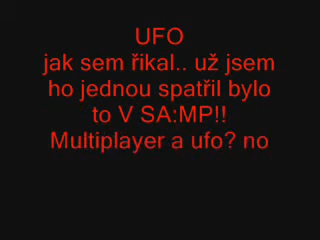 UFO
jak sem řikal.. už jsem
ho jednou spatřil bylo
to V SA:MP!!
Multiplayer a ufo? no